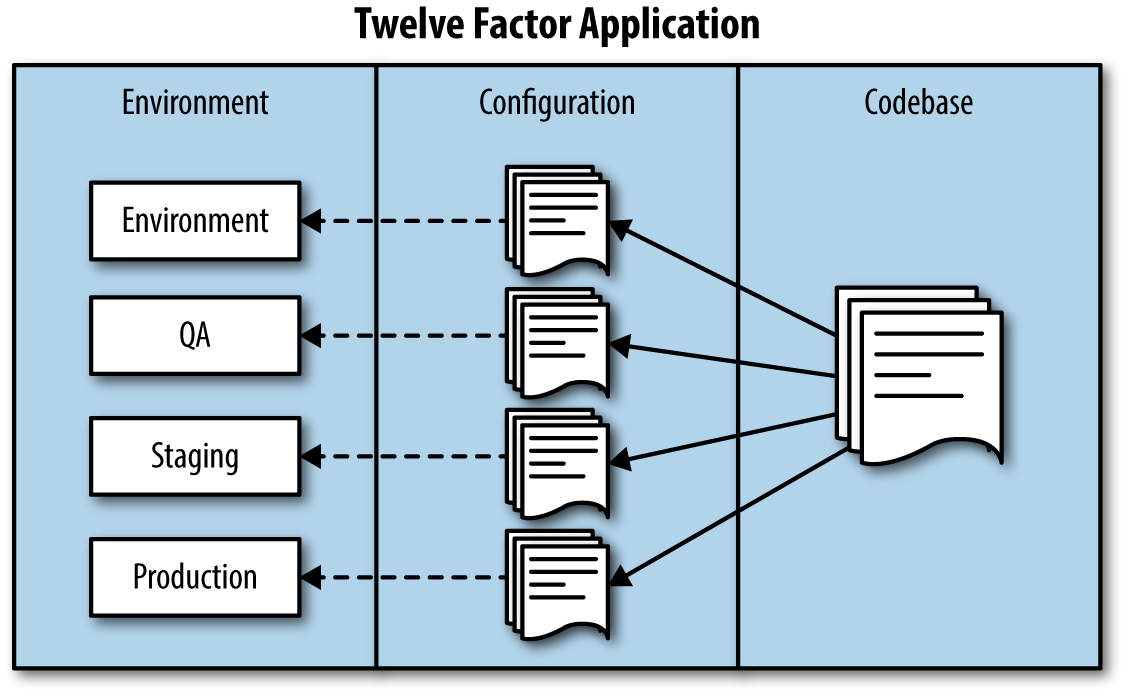 Twelve Factor Application
Environment
Configuration
Codebase
Environment
QA
Staging
Production